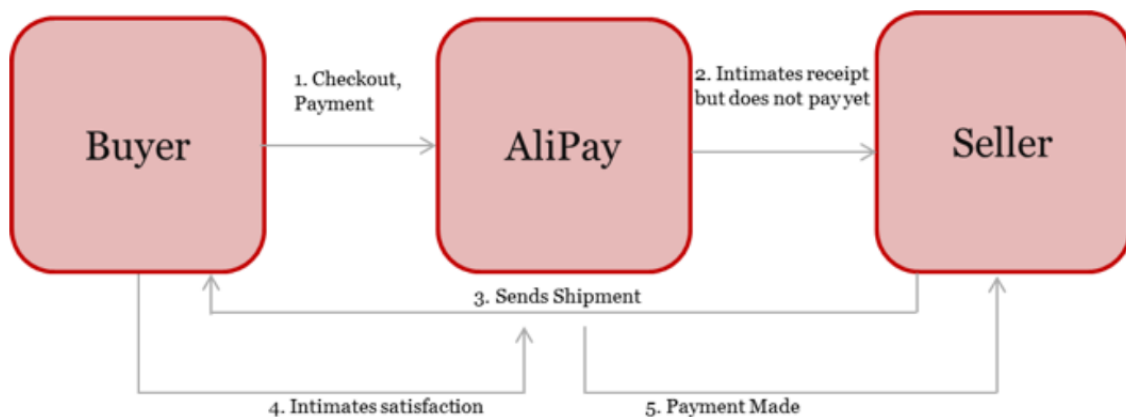 Buyer
1. Checkout,
Payment
AliPay
2. Intimates receipt
but does not pay yet
Seller
3. Sends Shipment
4. Intimates satisfaction
5. Payment Made